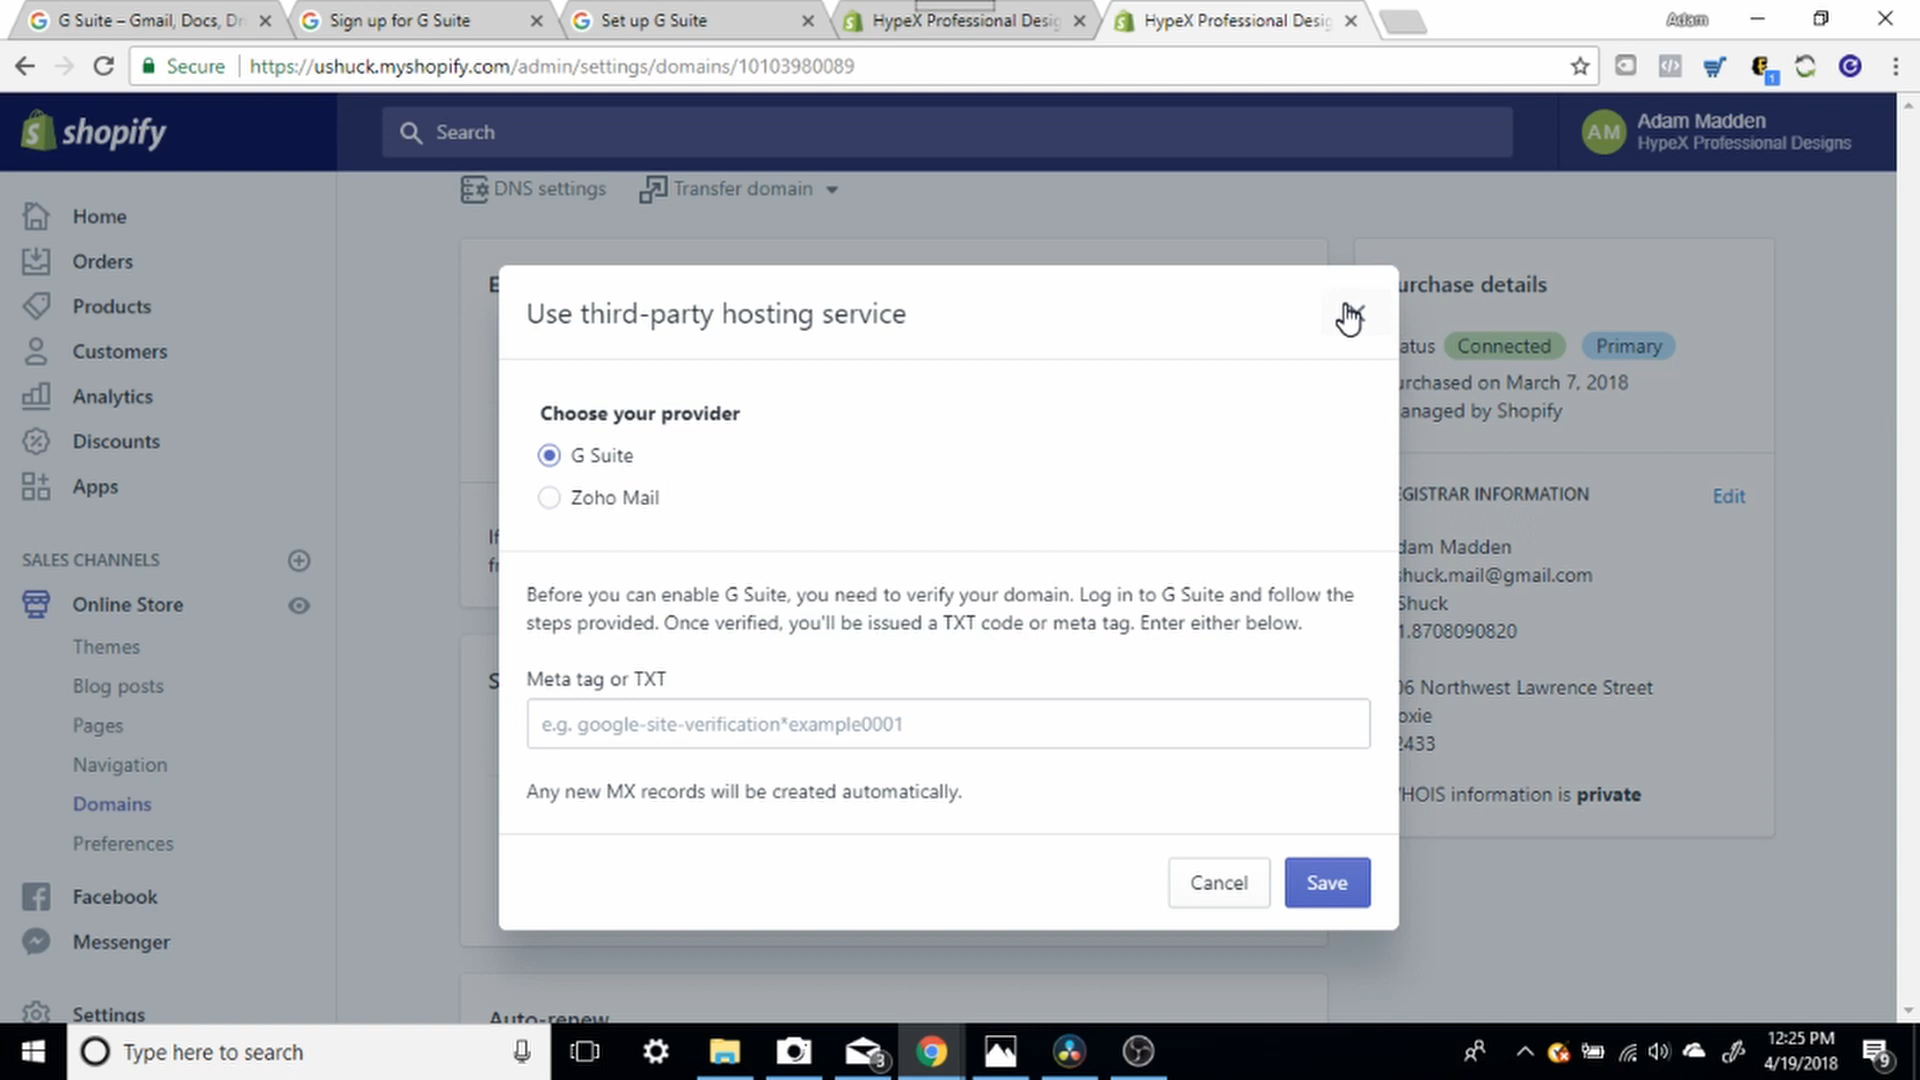 G Suite – Gmail, Docs, Dr
Sign up for G Suite
Set up G Suite
HypeX Professional Desig
HypeX Professional Desig
Adam
Secure
https://ushuck.myshopify.com/admin/settings/domains/10103980089
1
shopify
Search
AM
Adam Madden
HypeX Professional Designs
Home
Orders
Products
Customers
Analytics
Discounts
Apps
SALES CHANNELS
Online Store
Themes
Blog posts
Pages
Navigation
Domains
Preferences
Facebook
Messenger
Settings
DNS settings
Transfer domain
E
If
fr
S
Auto-renew
Use third-party hosting service
Choose your provider
G Suite
Zoho Mail
Before you can enable G Suite, you need to verify your domain. Log in to G Suite and follow the
steps provided. Once verified, you'll be issued a TXT code or meta tag. Enter either below.
Meta tag or TXT
e.g. google-site-verification*example0001
Any new MX records will be created automatically.
Cancel
Save
urchase details
atus Connected Primary
urchased on March 7, 2018
anaged by Shopify
EGISTRAR INFORMATION
Edit
dam Madden
shuck.mail@gmail.com
Shuck
1.8708090820
06 Northwest Lawrence Street
oxie
2433
WHOIS information is private
Type here to search
3
12:25 PM
4/19/2018
9